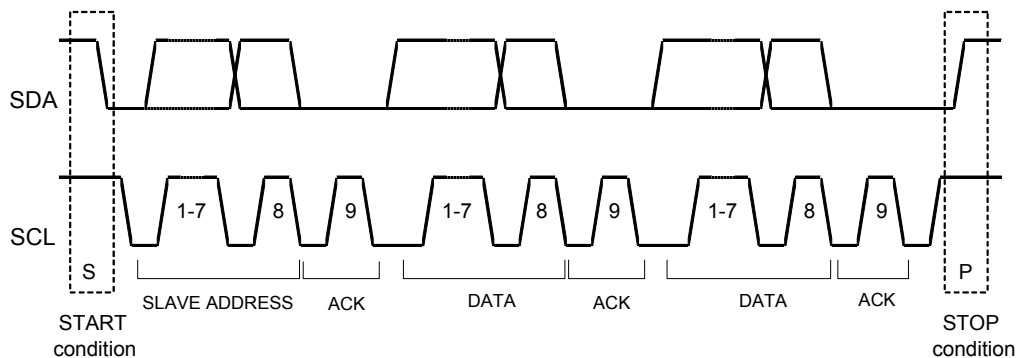 SDA
SCL
1-7 8 9 1-7 8 9 1-7 8 9
S P
SLAVE ADDRESS ACK DATA ACK DATA ACK
START
condition
STOP
condition